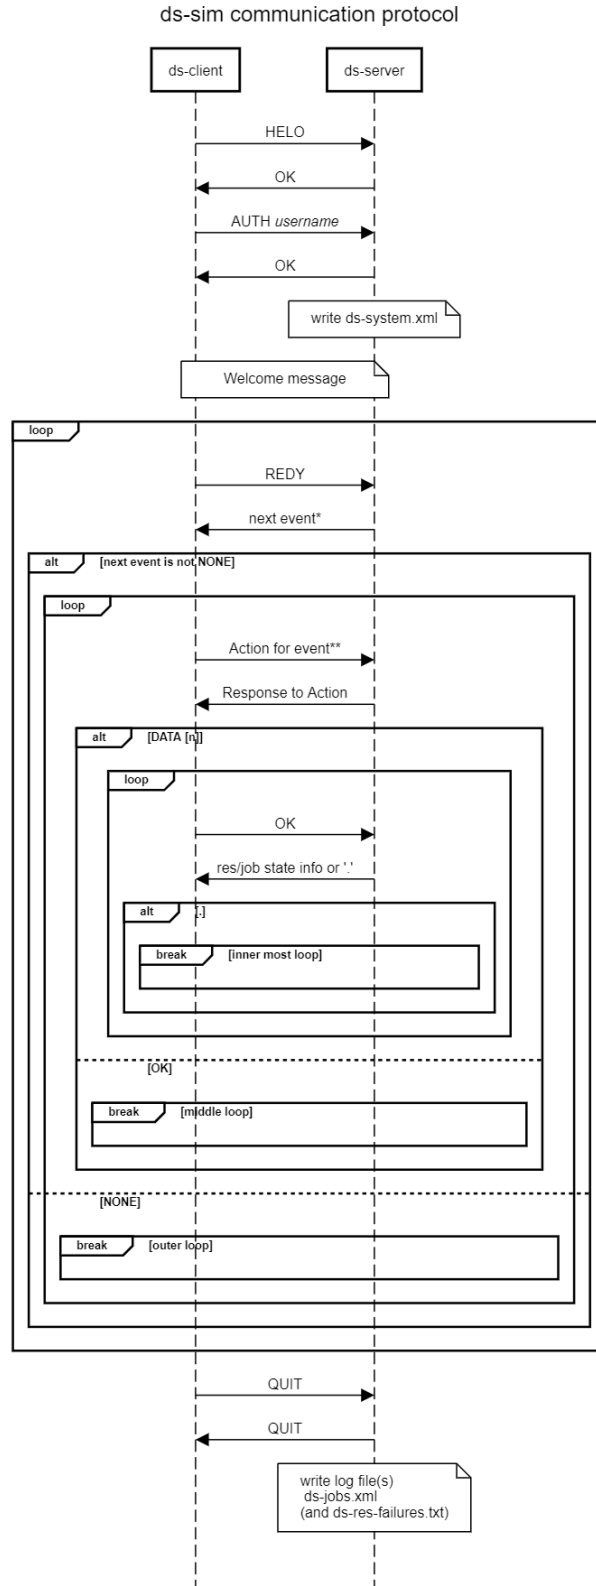 ds-sim communication protocol
ds-client
ds-server
HELO
OK
AUTH username
OK
write ds-system.xml
Welcome message
loop
REDY
next event*
alt
[next event is not NONE]
loop
Action for event**
Response to Action
alt
[DATA [n]]
loop
OK
res/job state info or '.'
alt
[.]
break
[inner most loop]
[OK]
break
[middle loop]
[NONE]
break
[outer loop]
QUIT
QUIT
write log file(s)
ds-jobs.xml
(and ds-res-failures.txt)